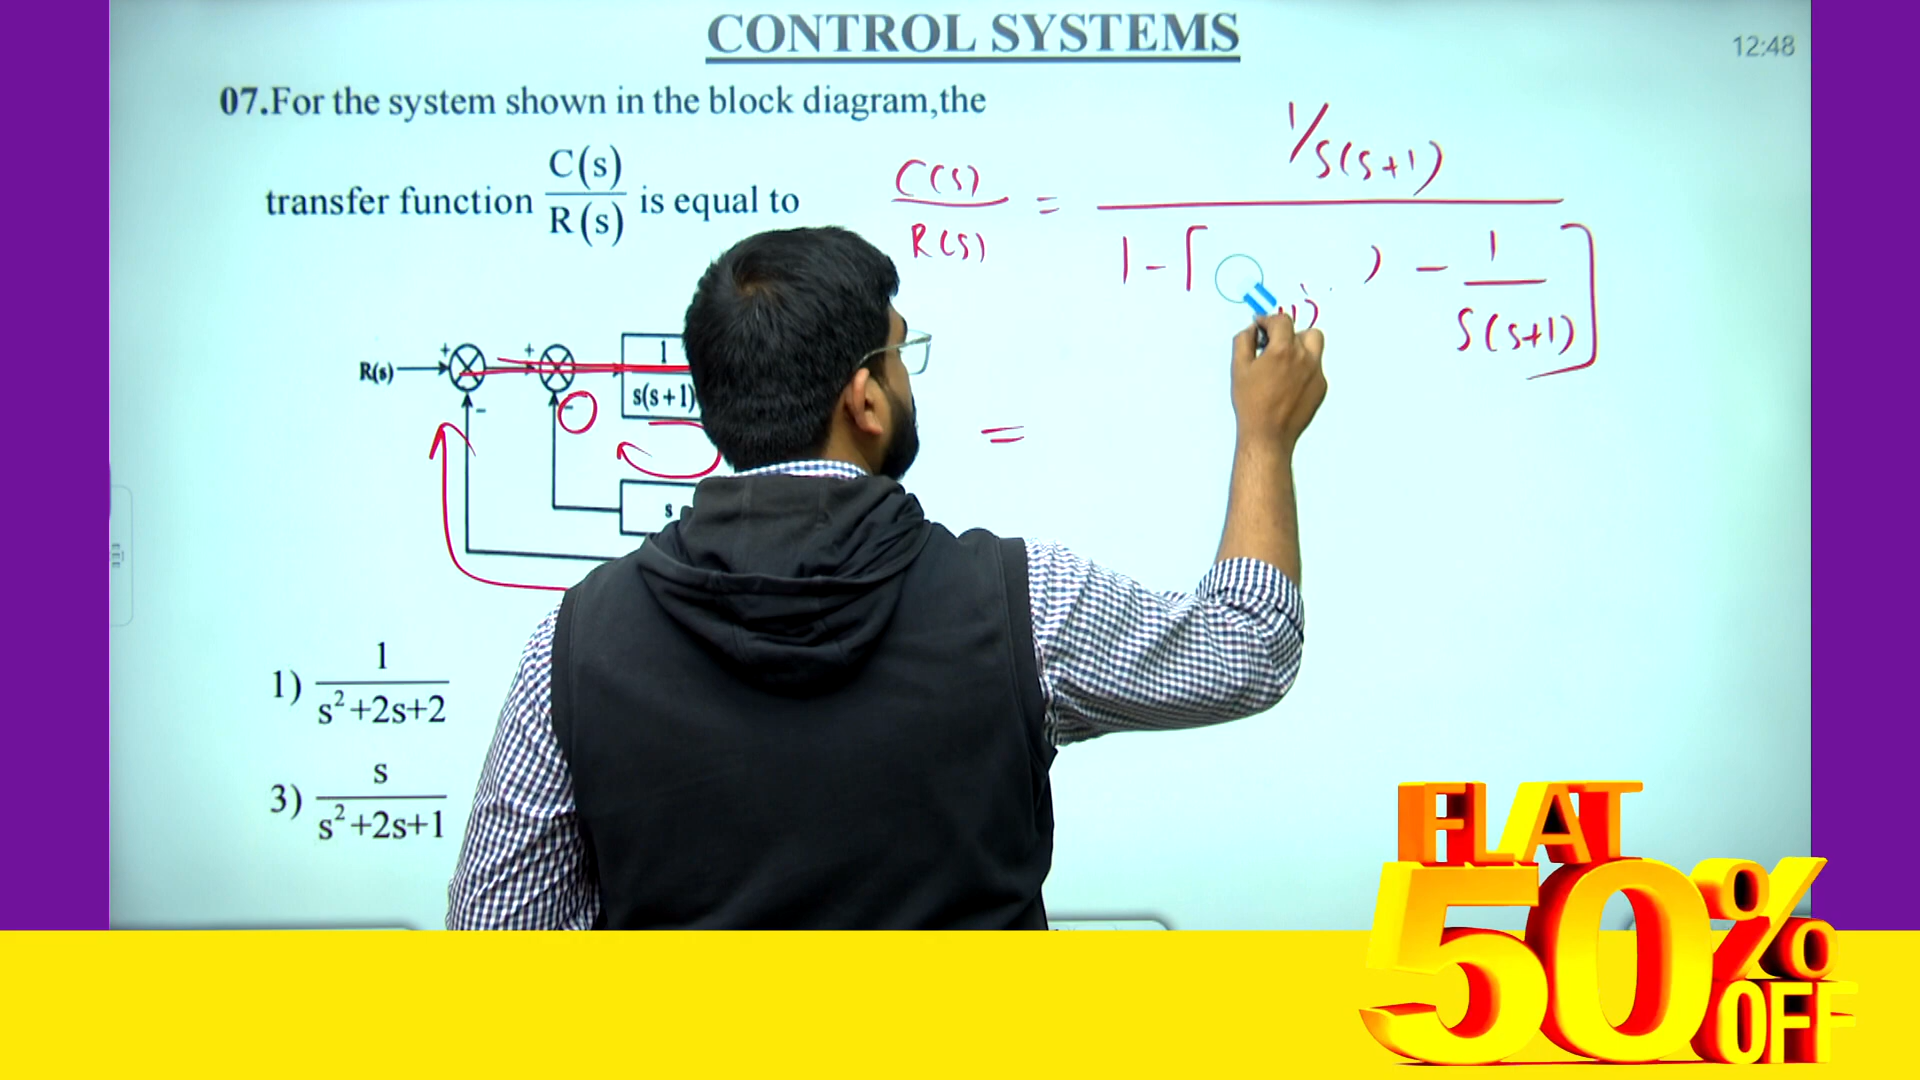 CONTROL SYSTEMS
12:48
07.For the system shown in the block diagram,the
transfer function C(s)/R(s) is equal to
C(s)/R(s) =
1/s(s+1)
1-[ ) - 1/s(s+1)]
=
R(s)
+
+
1
s(s+1)
-
-
s
1) 1/s²+2s+2
3) s/s²+2s+1
FLAT
50%
OFF